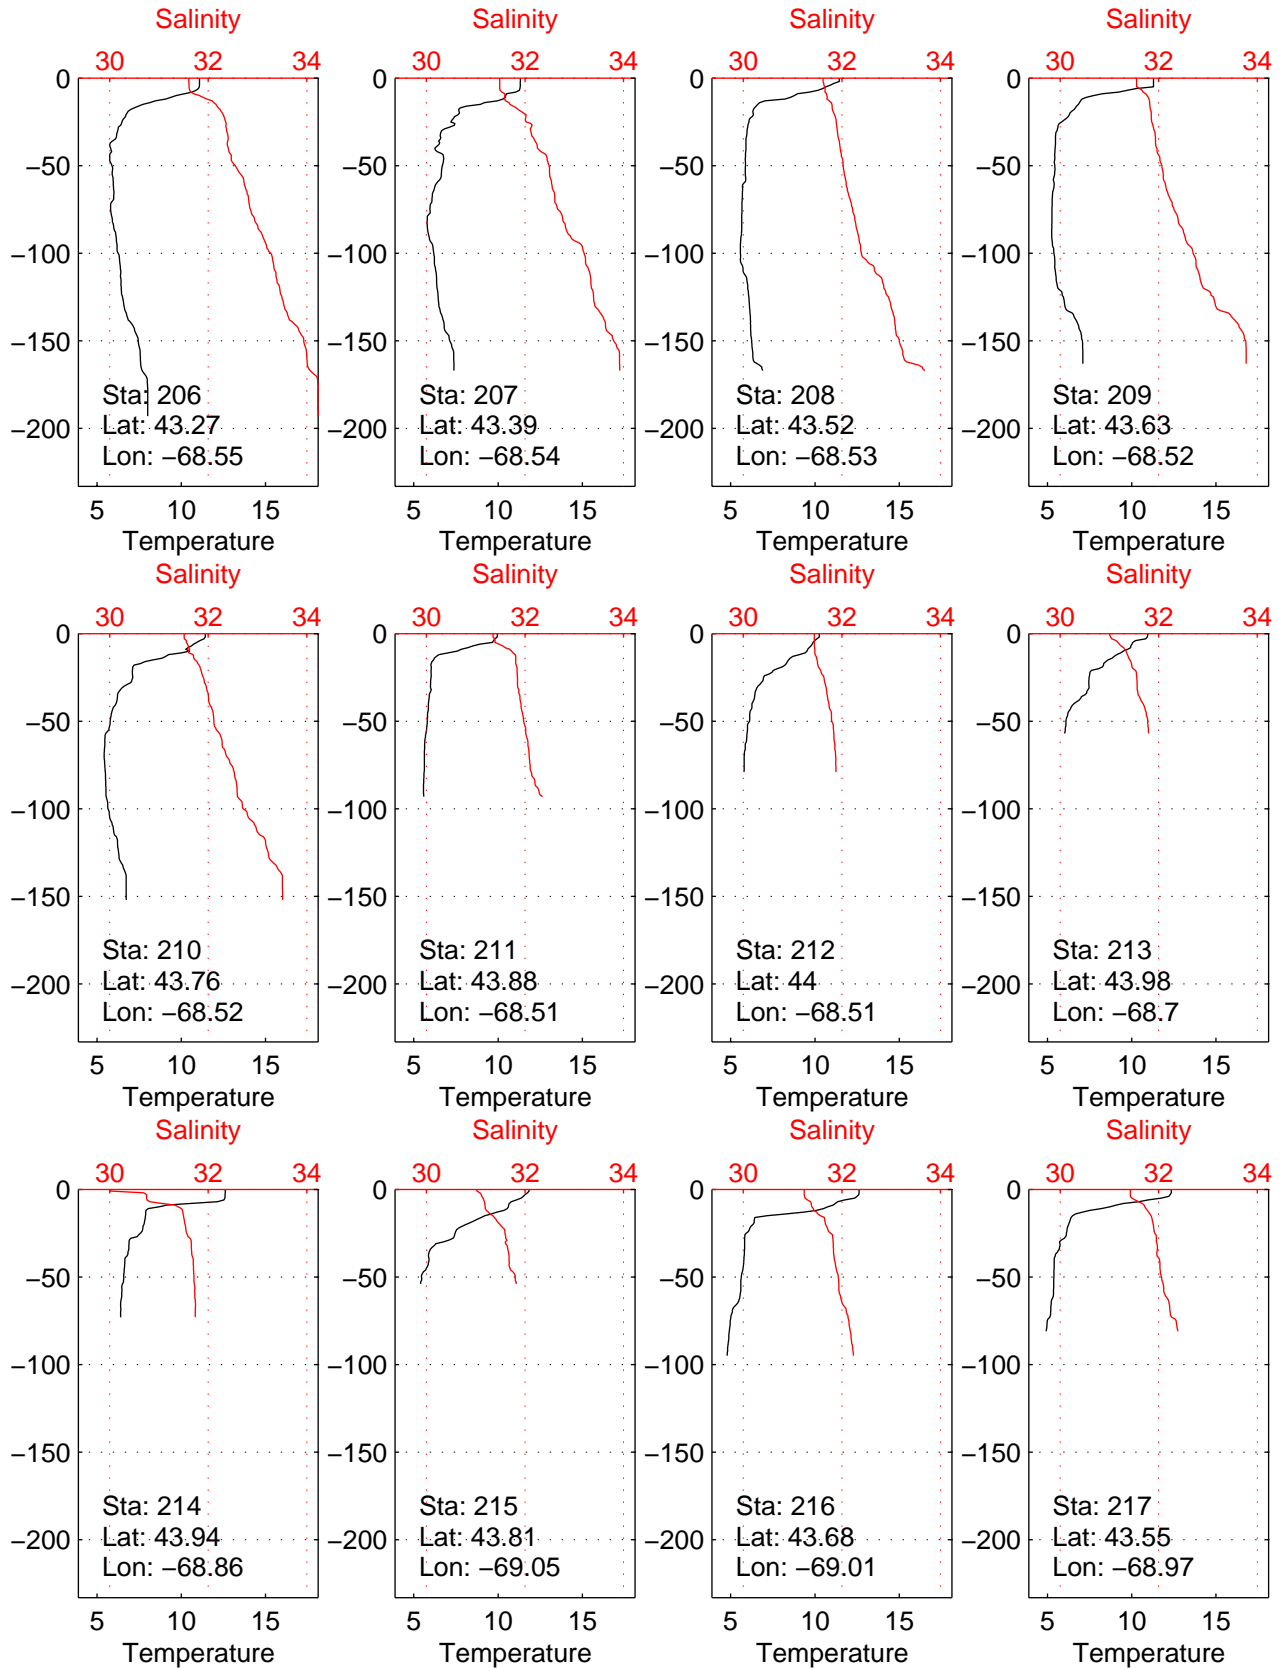 Salinity Salinity Salinity Salinity
30 32 34 30 32 34 30 32 34 30 32 34
0 0 0 0
−50 −50 −50 −50
−100 −100 −100 −100
−150 −150 −150 −150
Sta: 206 Sta: 207 Sta: 208 Sta: 209
−200 Lat: 43.27 −200 Lat: 43.39 −200 Lat: 43.52 −200 Lat: 43.63
Lon: −68.55 Lon: −68.54 Lon: −68.53 Lon: −68.52
5 10 15 5 10 15 5 10 15 5 10 15
Temperature Temperature Temperature Temperature
Salinity Salinity Salinity Salinity
30 32 34 30 32 34 30 32 34 30 32 34
0 0 0 0
−50 −50 −50 −50
−100 −100 −100 −100
−150 −150 −150 −150
Sta: 210 Sta: 211 Sta: 212 Sta: 213
−200 Lat: 43.76 −200 Lat: 43.88 −200 Lat: 44 −200 Lat: 43.98
Lon: −68.52 Lon: −68.51 Lon: −68.51 Lon: −68.7
5 10 15 5 10 15 5 10 15 5 10 15
Temperature Temperature Temperature Temperature
Salinity Salinity Salinity Salinity
30 32 34 30 32 34 30 32 34 30 32 34
0 0 0 0
−50 −50 −50 −50
−100 −100 −100 −100
−150 −150 −150 −150
Sta: 214 Sta: 215 Sta: 216 Sta: 217
−200 Lat: 43.94 −200 Lat: 43.81 −200 Lat: 43.68 −200 Lat: 43.55
Lon: −68.86 Lon: −69.05 Lon: −69.01 Lon: −68.97
5 10 15 5 10 15 5 10 15 5 10 15
Temperature Temperature Temperature Temperature